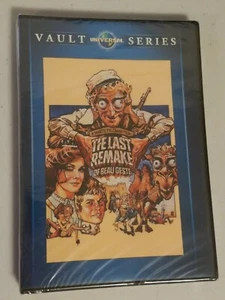 VAULT UNIVERSAL SERIES
THE LAST
REMAKE
OF BEAU GESTE